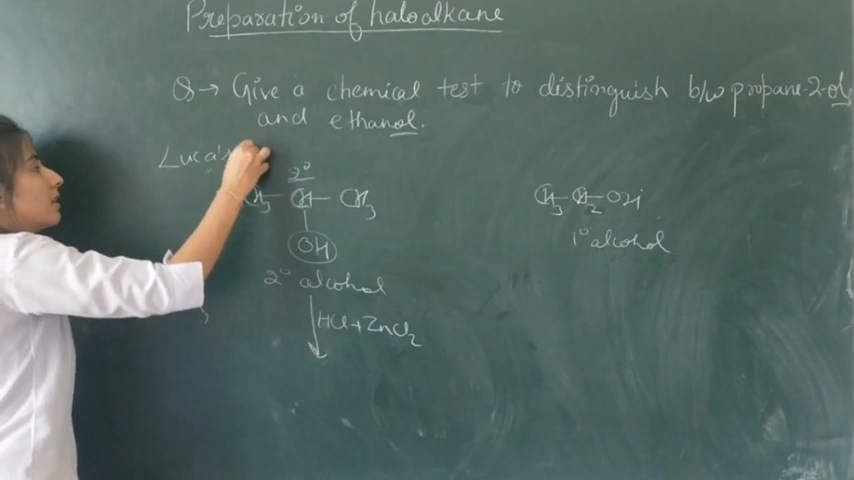 Preparation of haloalkane
Q → Give a chemical test to distinguish b/w propane-2-ol,
and ethanol.
Luca's
2°
CH3 - CH - CH3
CH3 - CH2 - OH
OH
1° alcohol
2° alcohol
HCl + ZnCl2